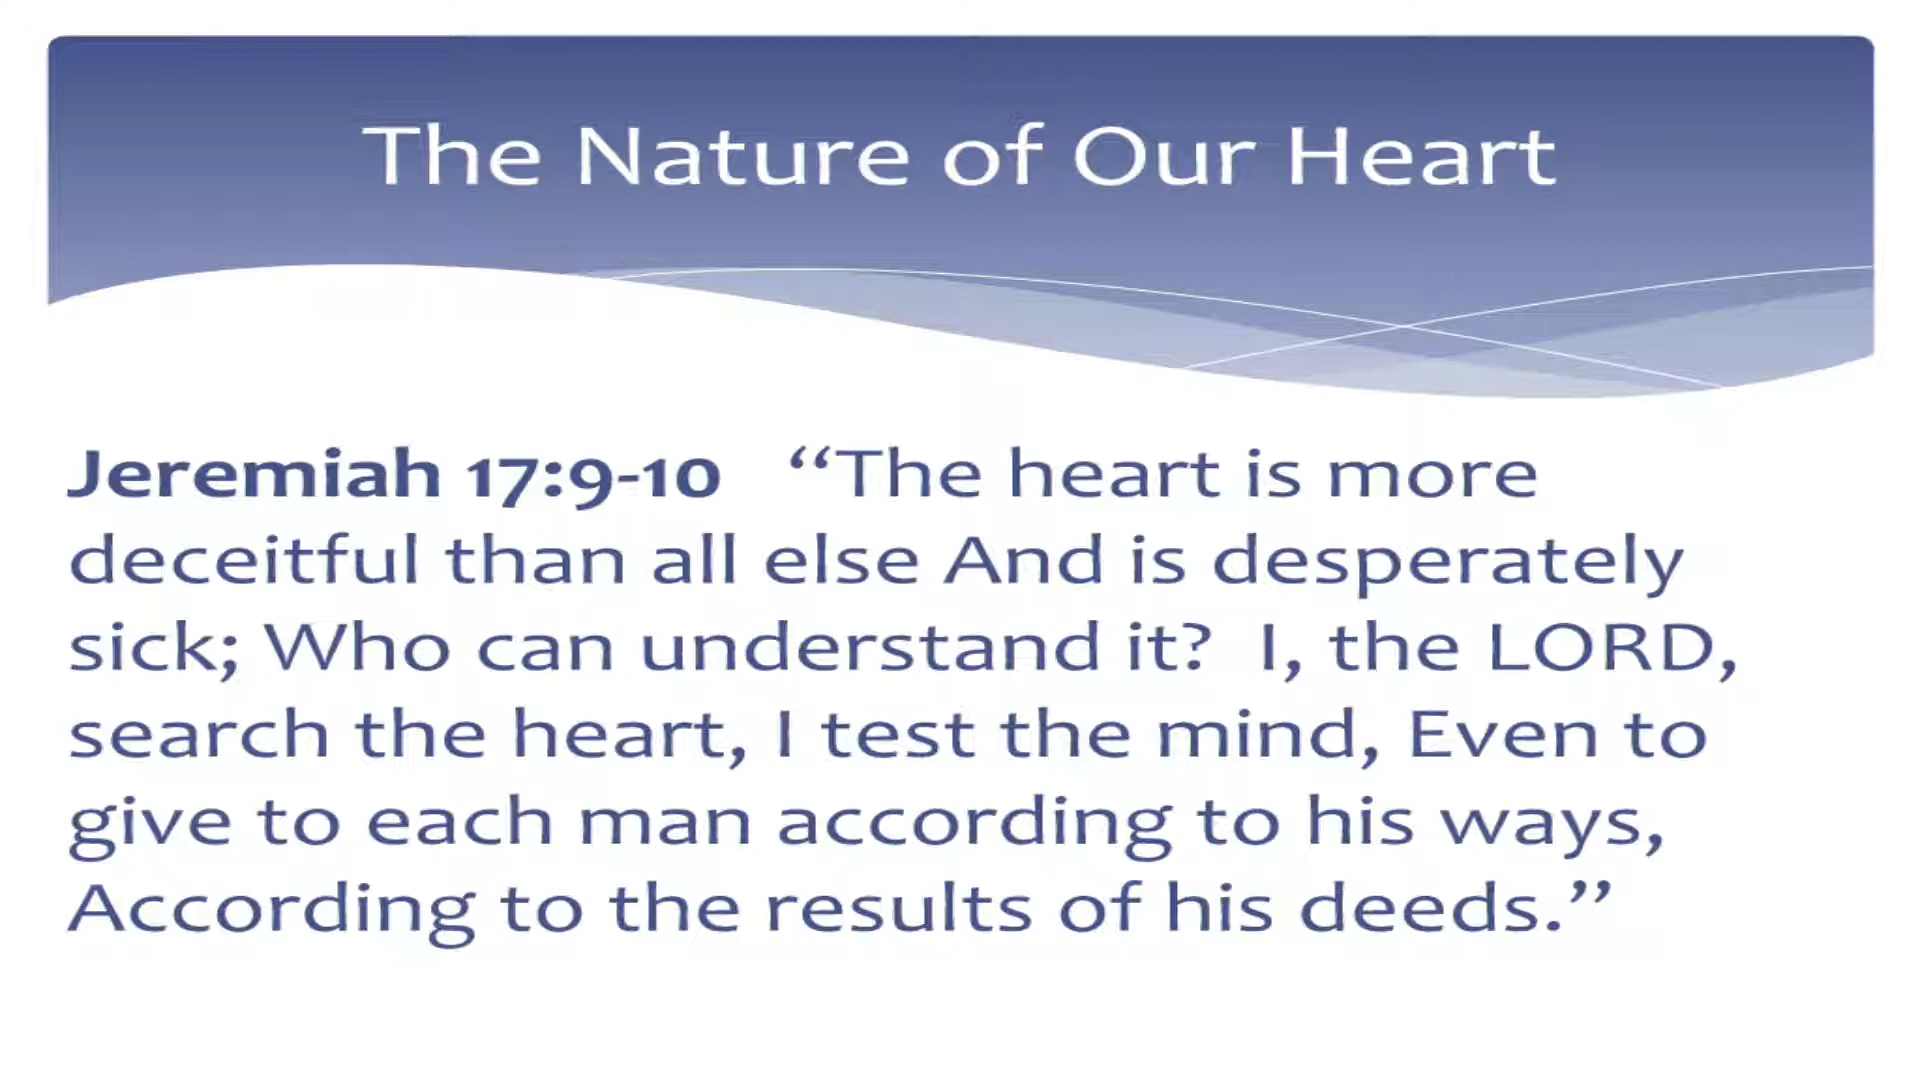 The Nature of Our Heart
Jeremiah 17:9-10 “The heart is more
deceitful than all else And is desperately
sick; Who can understand it? I, the LORD,
search the heart, I test the mind, Even to
give to each man according to his ways,
According to the results of his deeds.”